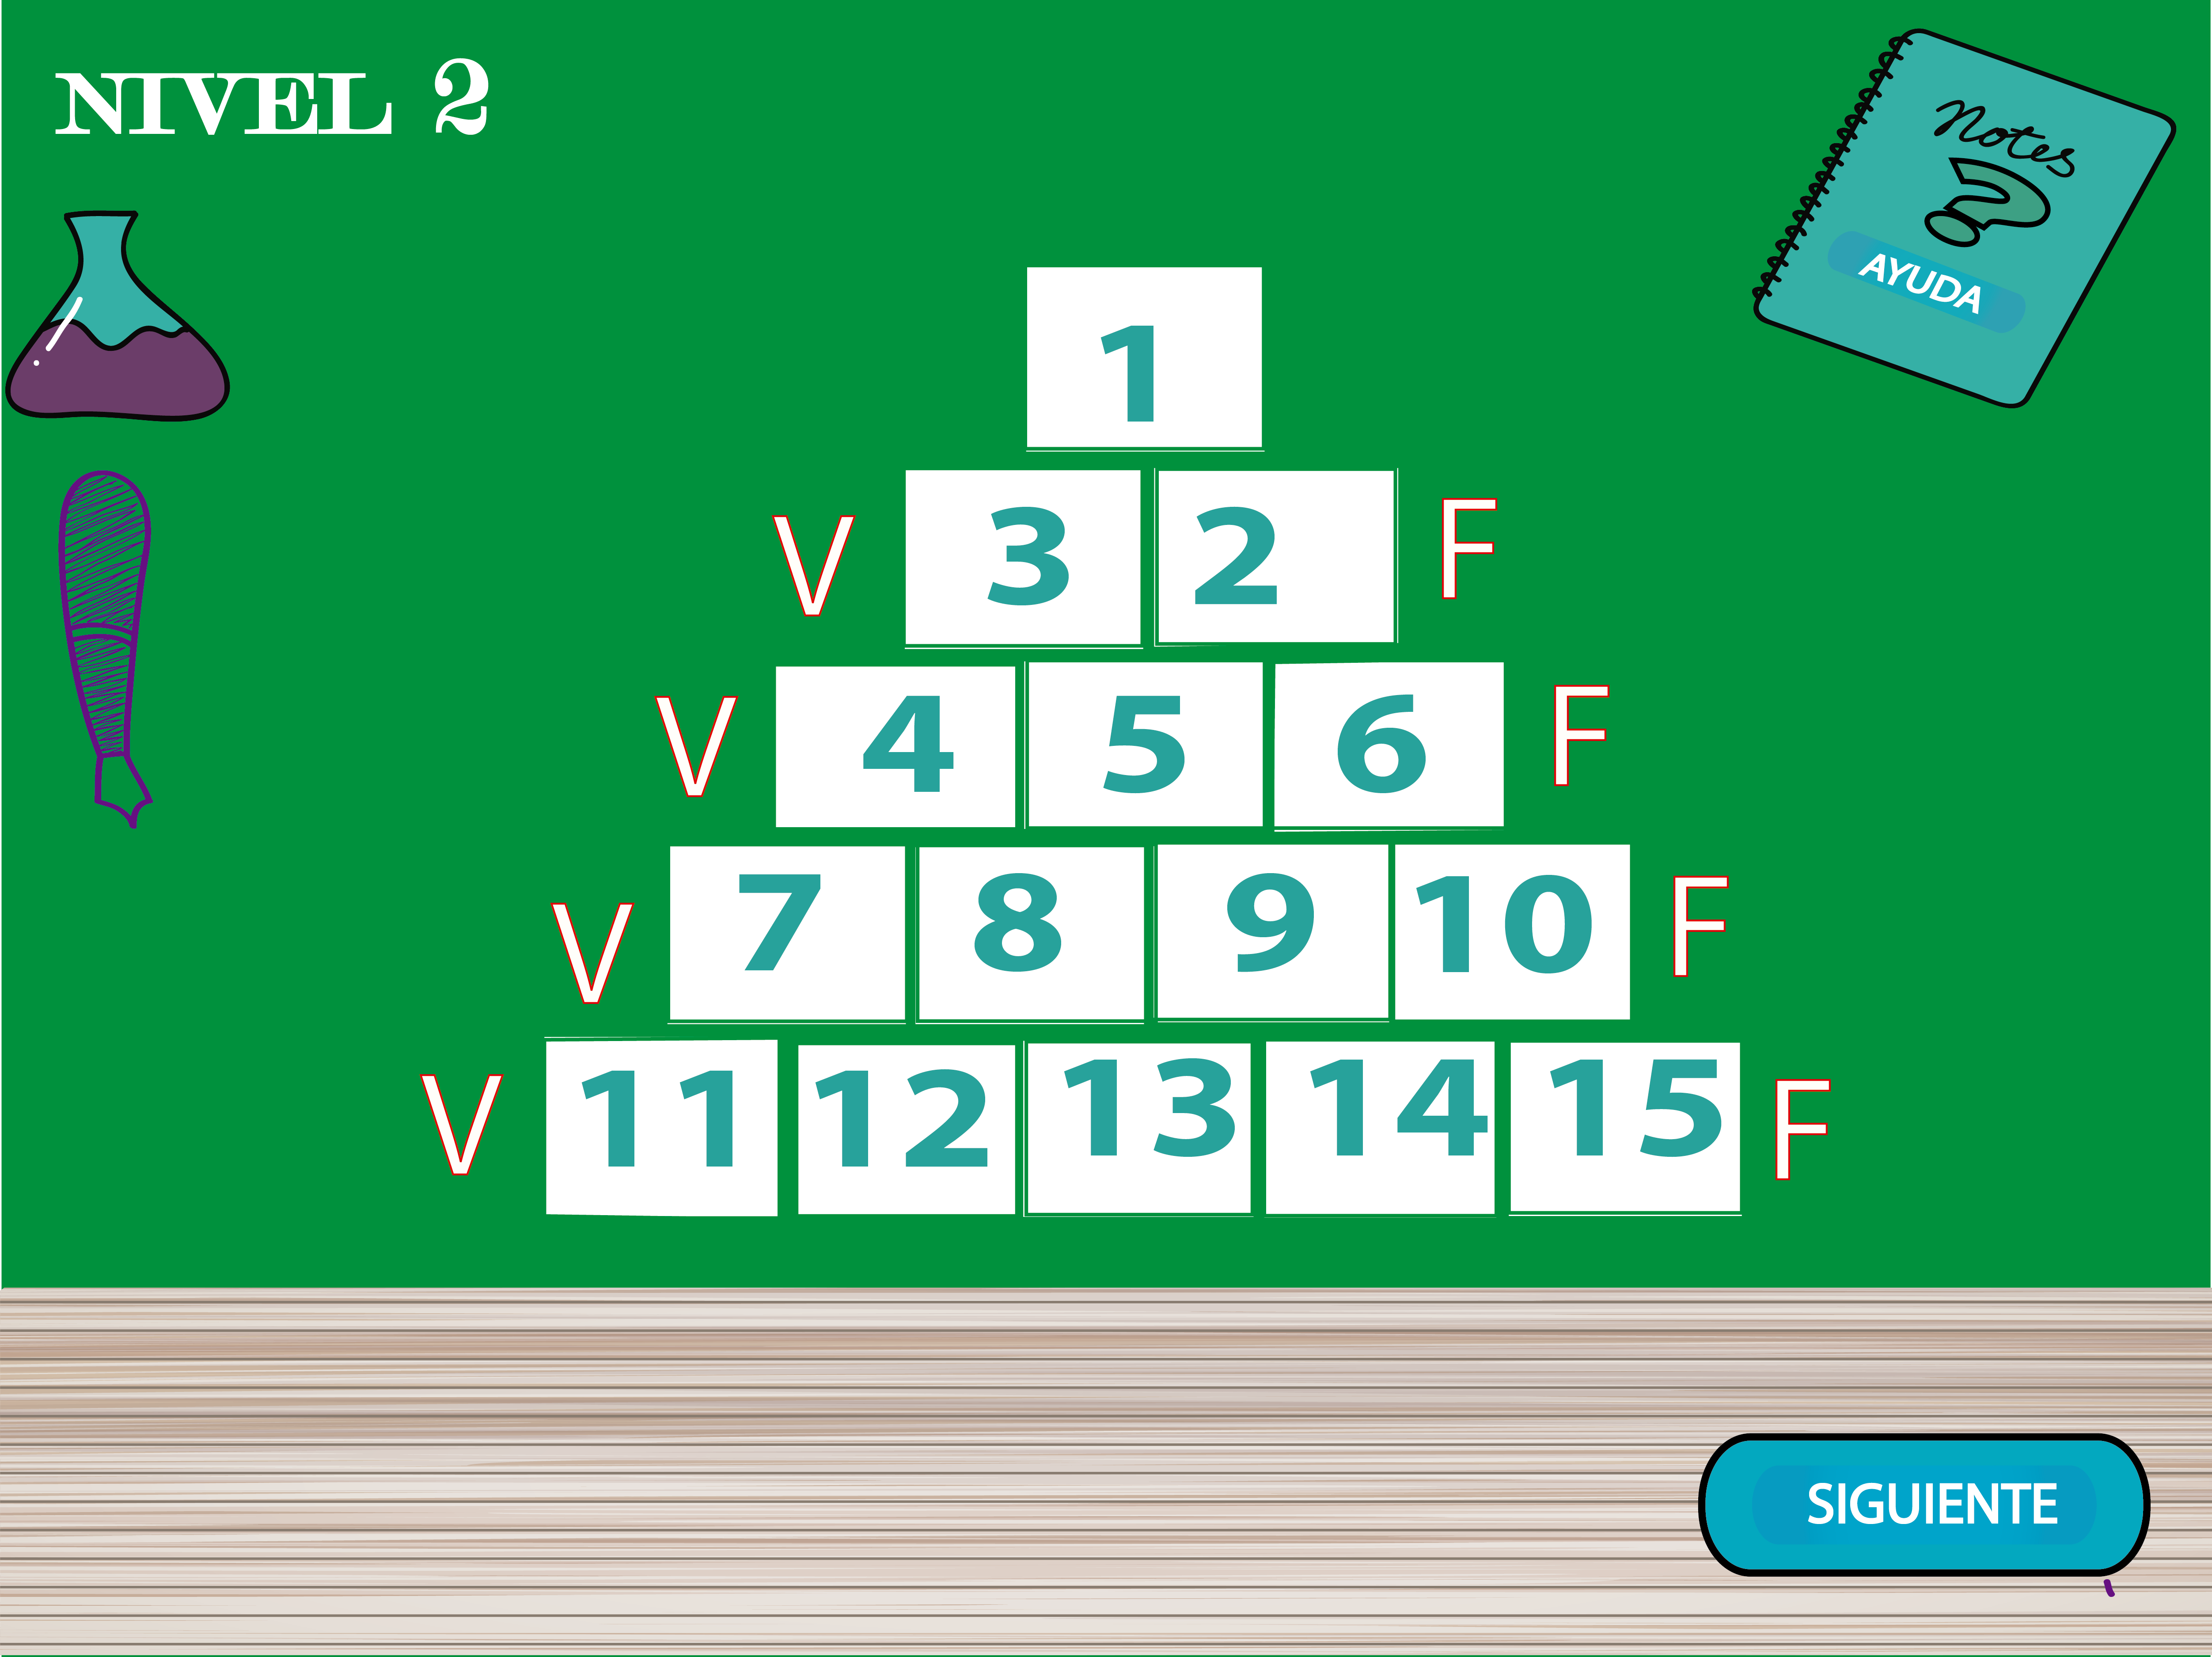 NIVEL 2
Notes
AYUDA
1
V 3 2 F
V 4 5 6 F
V 7 8 9 10 F
V 11 12 13 14 15 F
SIGUIENTE